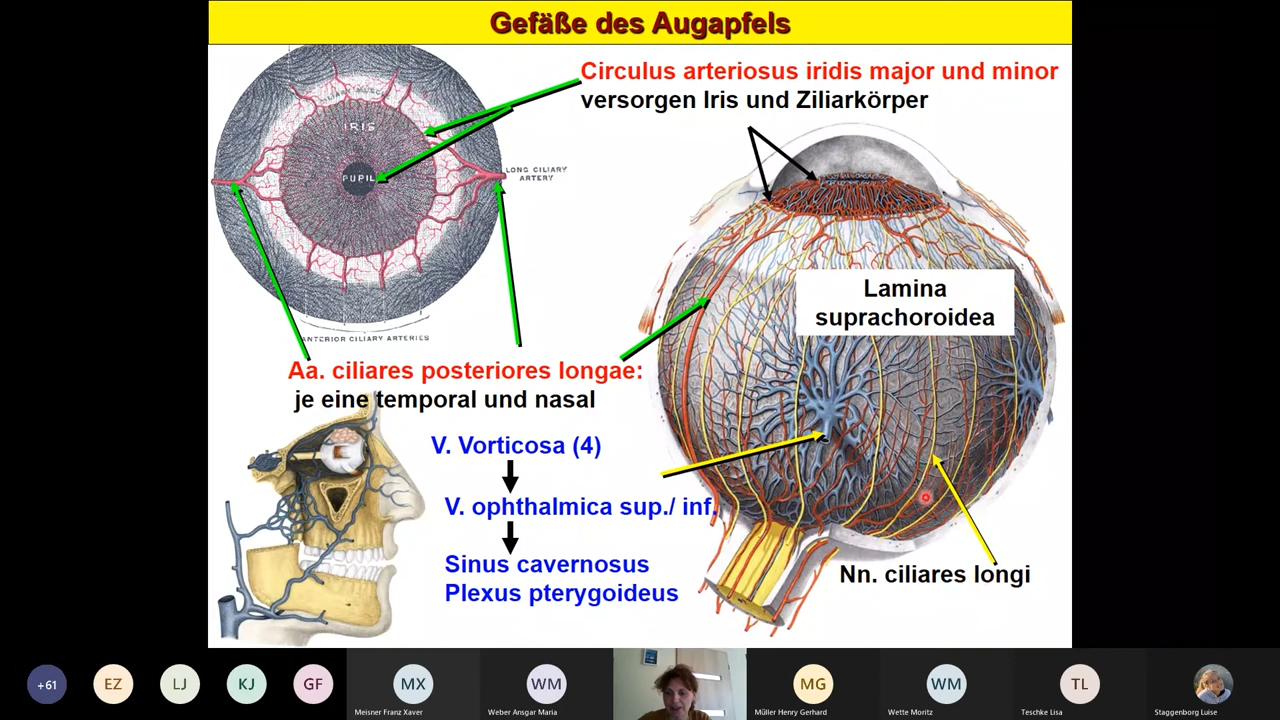 Gefäße des Augapfels
Circulus arteriosus iridis major und minor
versorgen Iris und Ziliarkörper
IRIS
PUPIL
LONG CILIARY
ARTERY
Lamina
suprachoroidea
ANTERIOR CILIARY ARTERIES
Aa. ciliares posteriores longae:
je eine temporal und nasal
V. Vorticosa (4)
V. ophthalmica sup./ inf.
Sinus cavernosus
Plexus pterygoideus
Nn. ciliares longi
+61
EZ
LJ
KJ
GF
MX
WM
MG
WM
TL
Meisner Franz Xaver
Weber Ansgar Maria
Müller Henry Gerhard
Wette Moritz
Teschke Lisa
Staggenborg Luise